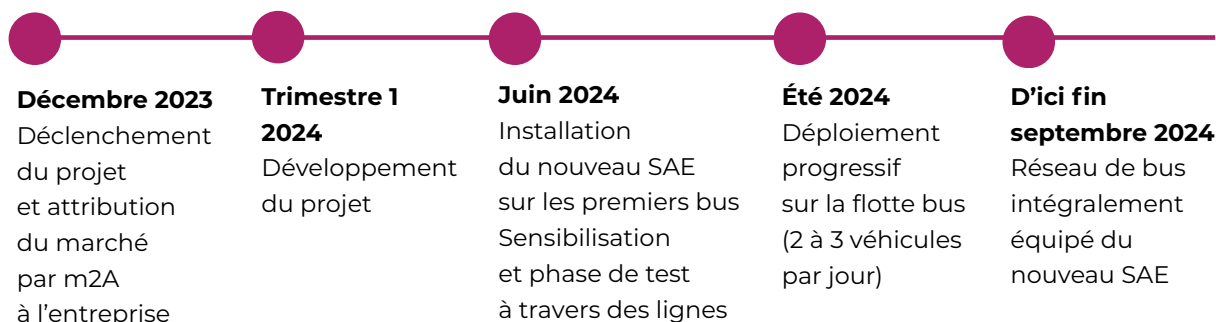 Décembre 2023
Déclenchement
du projet
et attribution
du marché
par m2A
à l'entreprise
Trimestre 1
2024
Développement
du projet
Juin 2024
Installation
du nouveau SAE
sur les premiers bus
Sensibilisation
et phase de test
à travers des lignes
Été 2024
Déploiement
progressif
sur la flotte bus
(2 à 3 véhicules
par jour)
D'ici fin
septembre 2024
Réseau de bus
intégralement
équipé du
nouveau SAE